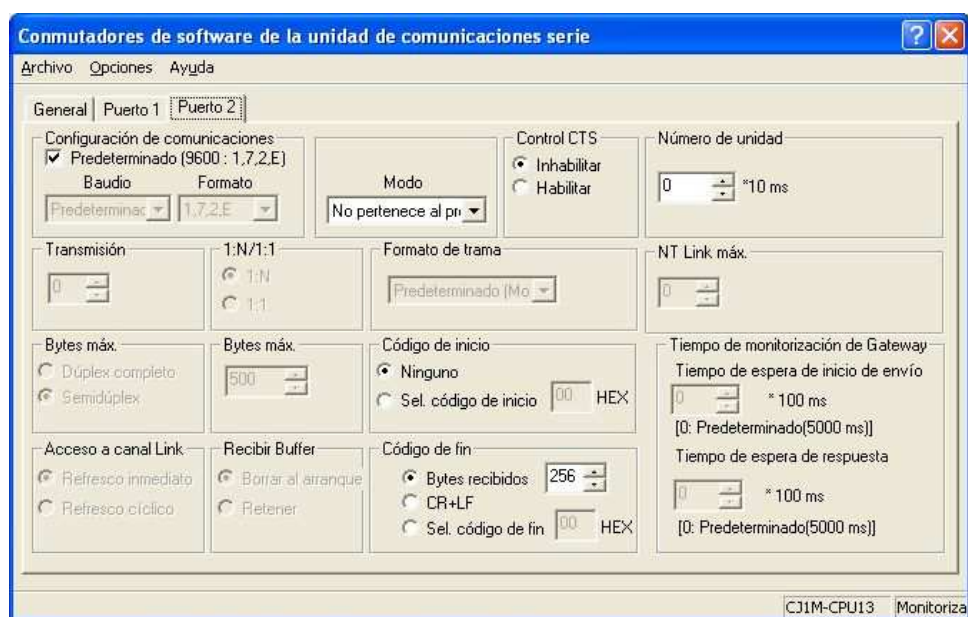 Conmutadores de software de la unidad de comunicaciones serie
Archivo Opciones Ayuda
General Puerto 1 Puerto 2
Configuración de comunicaciones
Predeterminado (9600 : 1,7,2,E)
Baudio Formato
Predeterminac 1,7,2,E
Modo
No pertenece al pr
Control CTS
Inhabilitar
Habilitar
Número de unidad
0 *10 ms
Transmisión
0
1:N/1:1
1:N
1:1
Formato de trama
Predeterminado (Mo
NT Link máx.
0
Bytes máx.
Dúplex completo
Semidúplex
Bytes máx.
500
Código de inicio
Ninguno
Sel. código de inicio 00 HEX
Tiempo de monitorización de Gateway
Tiempo de espera de inicio de envío
0 * 100 ms
[0: Predeterminado(5000 ms)]
Tiempo de espera de respuesta
0 * 100 ms
[0: Predeterminado(5000 ms)]
Acceso a canal Link
Refresco inmediato
Refresco cíclico
Recibir Buffer
Borrar al arranque
Retener
Código de fin
Bytes recibidos 256
CR+LF
Sel. código de fin 00 HEX
CJ1M-CPU13 Monitoriza